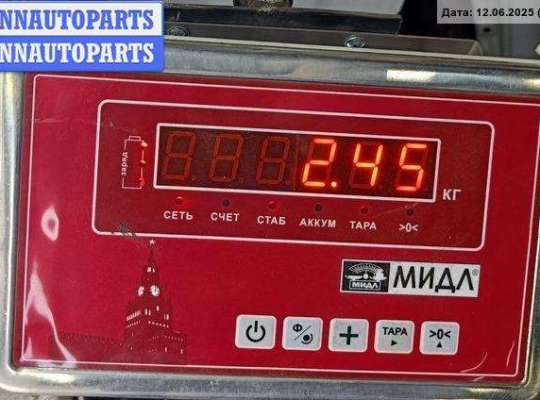 NNAUTOPARTS
NNAUTOPARTS
Дата: 12.06.2025 (
заряд
2.45
КГ
СЕТЬ СЧЕТ СТАБ АККУМ ТАРА >0<
МИДЛ МИДЛ®
Ф ТАРА >0<